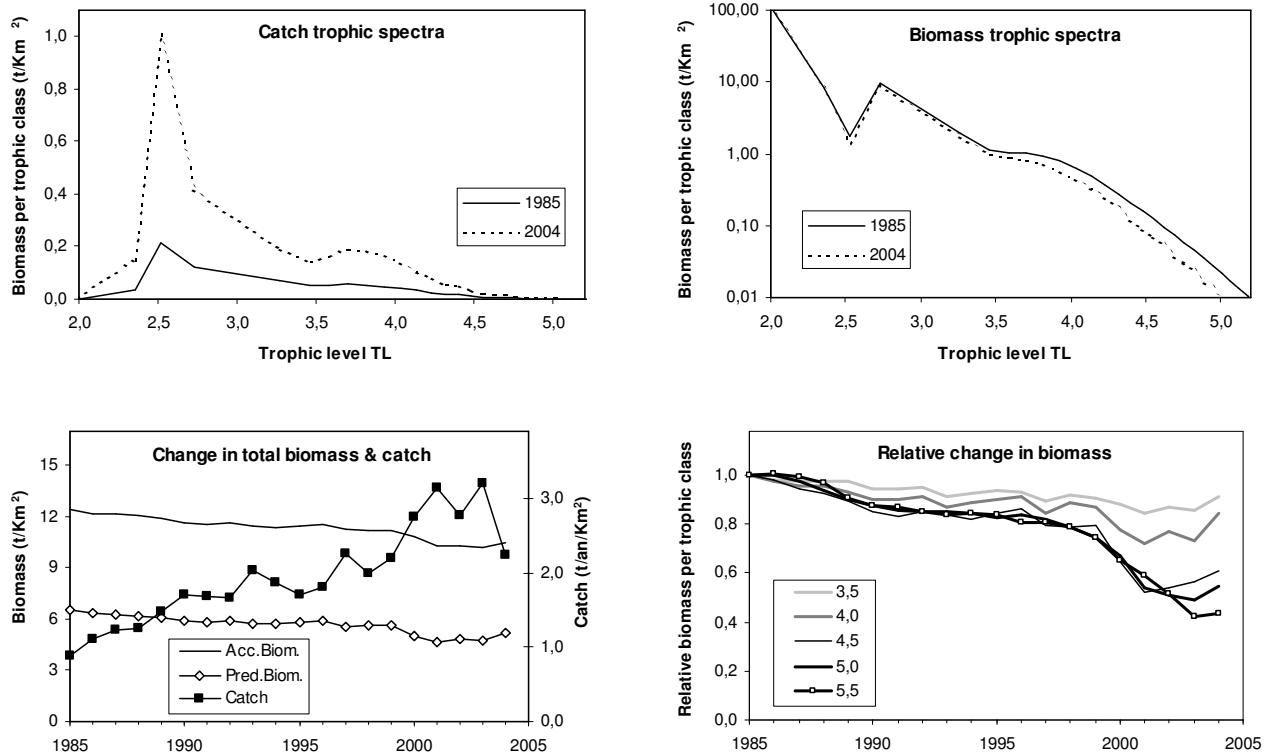 Catch trophic spectra
Biomass per trophic class (t/Km ²)
1,0
0,8
0,6
0,4
0,2
0,0
1985
2004
2,0 2,5 3,0 3,5 4,0 4,5 5,0
Trophic level TL
Biomass trophic spectra
Biomass per trophic class (t/Km ²)
100,00
10,00
1,00
0,10
0,01
1985
2004
2,0 2,5 3,0 3,5 4,0 4,5 5,0
Trophic level TL
Change in total biomass & catch
Biomass (t/Km²)
15
12
9
6
3
0
3,0
2,0
1,0
0,0
Catch (t/an/Km²)
Acc.Biom.
Pred.Biom.
Catch
1985 1990 1995 2000 2005
Relative change in biomass
Relative biomass per trophic class
1,0
0,8
0,6
0,4
0,2
0,0
3,5
4,0
4,5
5,0
5,5
1985 1990 1995 2000 2005